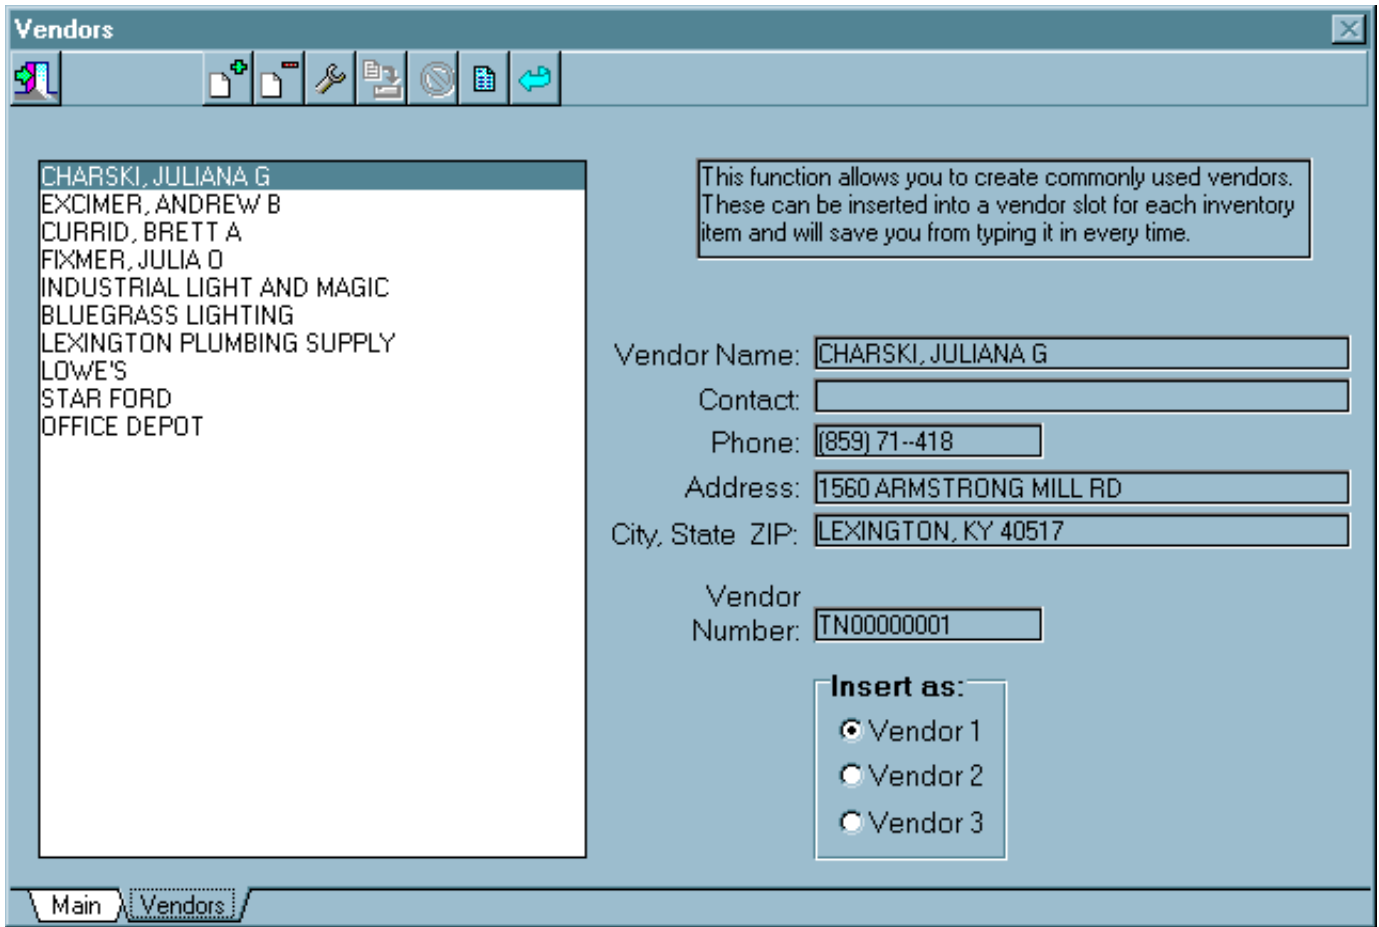 Vendors
CHARSKI, JULIANA G
EXCIMER, ANDREW B
CURRID, BRETT A
FIXMER, JULIA O
INDUSTRIAL LIGHT AND MAGIC
BLUEGRASS LIGHTING
LEXINGTON PLUMBING SUPPLY
LOWE'S
STAR FORD
OFFICE DEPOT
This function allows you to create commonly used vendors.
These can be inserted into a vendor slot for each inventory
item and will save you from typing it in every time.
Vendor Name: CHARSKI, JULIANA G
Contact:
Phone: (859) 71--418
Address: 1560 ARMSTRONG MILL RD
City, State ZIP: LEXINGTON, KY 40517
Vendor
Number: TN00000001
Insert as:
Vendor 1
Vendor 2
Vendor 3
Main Vendors